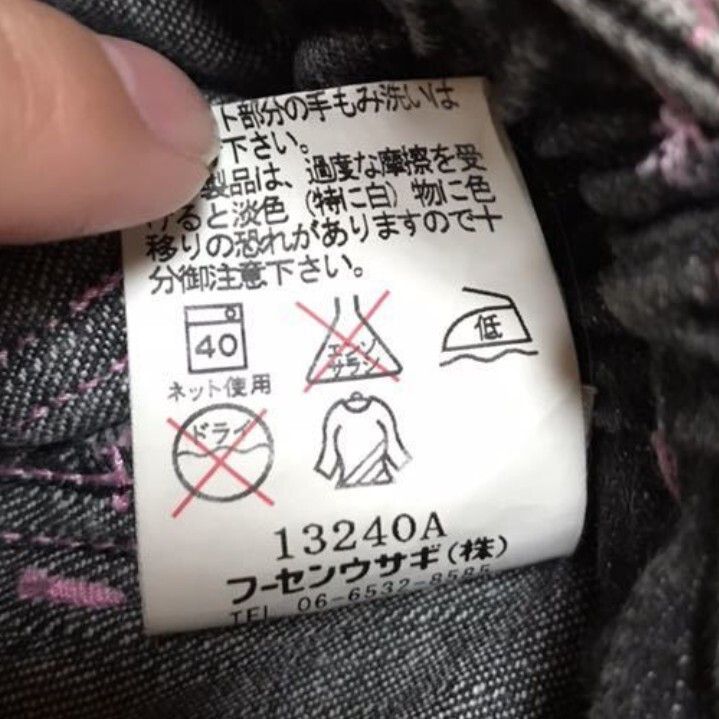 ト部分の手もみ洗いは
下さい。
製品は、過度な摩擦を受
けると淡色(特に白)物に色
移りの恐れがありますので十
分御注意下さい。
40
エンソ
サラシ
低
ネット使用
ドライ
13240A
フーセンウサギ(株)
TEL 06-6532-8585